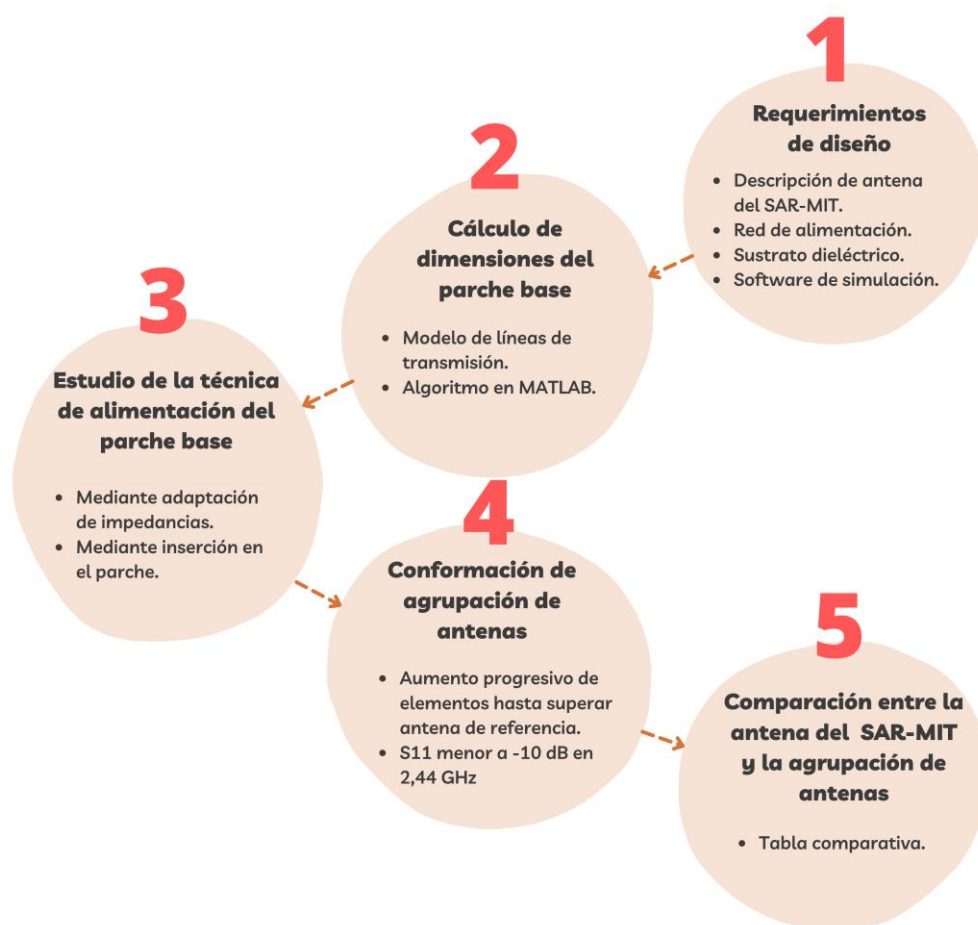 1
Requerimientos
de diseño
• Descripción de antena
del SAR-MIT.
• Red de alimentación.
• Sustrato dieléctrico.
• Software de simulación.
2
Cálculo de
dimensiones del
parche base
• Modelo de líneas de
transmisión.
• Algoritmo en MATLAB.
3
Estudio de la técnica
de alimentación del
parche base
• Mediante adaptación
de impedancias.
• Mediante inserción en
el parche.
4
Conformación de
agrupación de
antenas
• Aumento progresivo de
elementos hasta superar
antena de referencia.
• S11 menor a -10 dB en
2,44 GHz
5
Comparación entre la
antena del SAR-MIT
y la agrupación de
antenas
• Tabla comparativa.